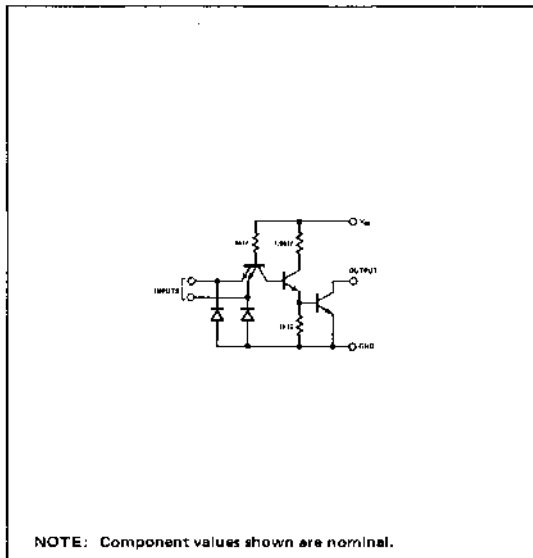 OUTPUT
INPUTS
GND
NOTE: Component values shown are nominal.